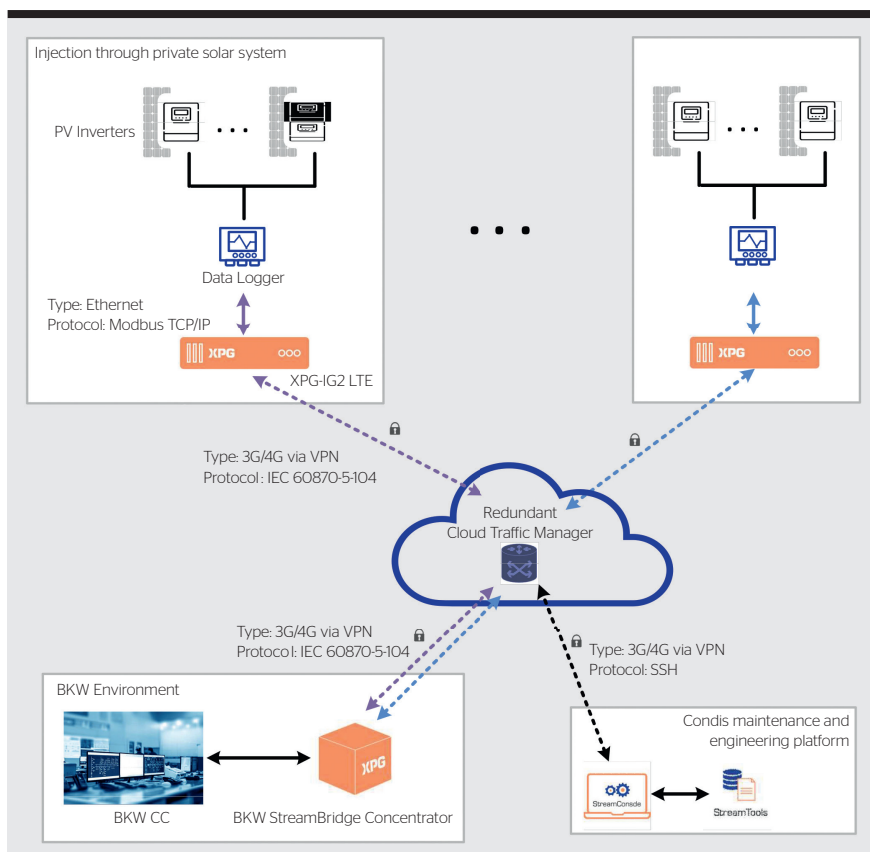 Injection through private solar system
PV Inverters
Data Logger
Type: Ethernet
Protocol: Modbus TCP/IP
XPG
XPG
XPG-IG2 LTE
Type: 3G/4G via VPN
Protocol: IEC 60870-5-104
Redundant
Cloud Traffic Manager
Type: 3G/4G via VPN
Protocol: IEC 60870-5-104
Type: 3G/4G via VPN
Protocol: SSH
BKW Environment
XPG
BKW CC
BKW StreamBridge Concentrator
Condis maintenance and
engineering platform
StreamConsole
StreamTools